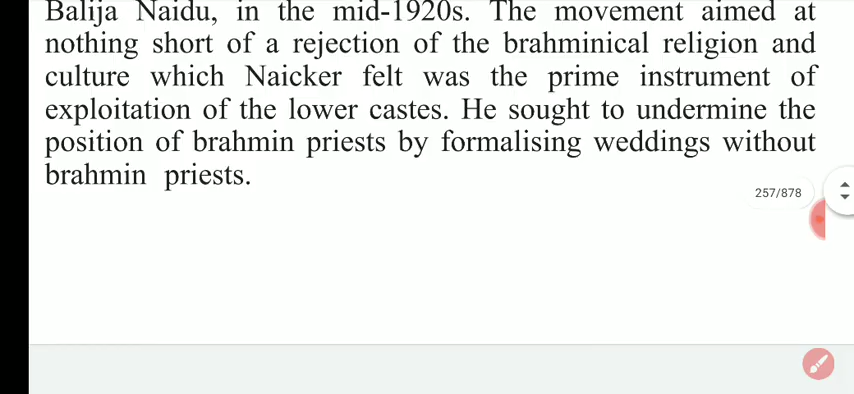 Balija Naidu, in the mid-1920s. The movement aimed at
nothing short of a rejection of the brahminical religion and
culture which Naicker felt was the prime instrument of
exploitation of the lower castes. He sought to undermine the
position of brahmin priests by formalising weddings without
brahmin priests.
257/878